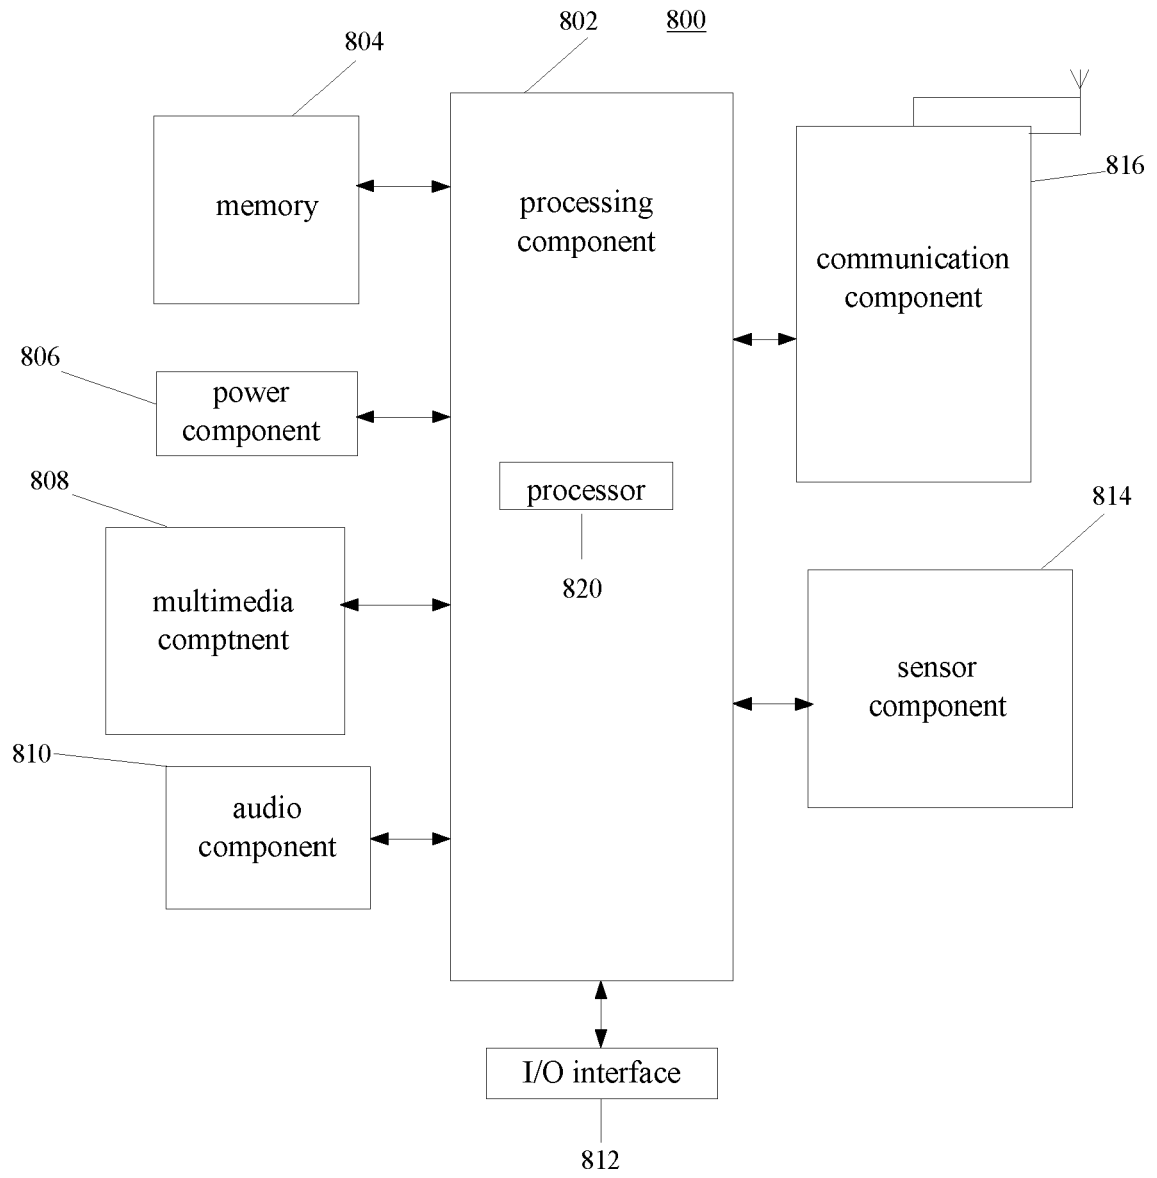 802
800
804
memory
processing
component
816
communication
component
806
power
component
808
processor
814
820
multimedia
comptnent
sensor
component
810
audio
component
I/O interface
812